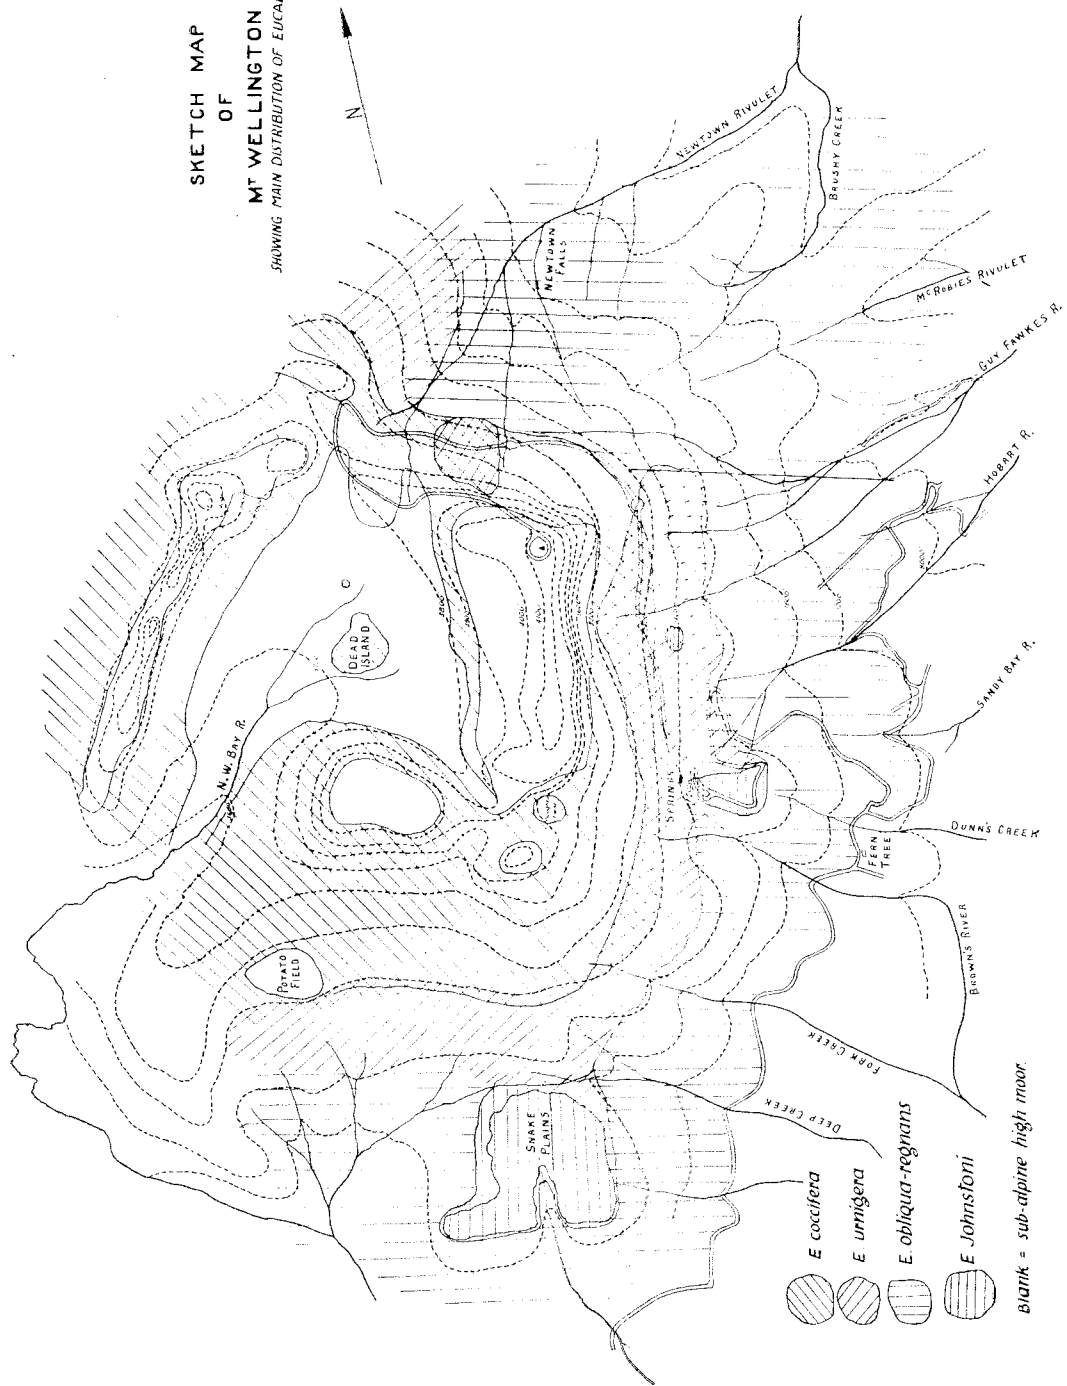 SKETCH MAP
OF
MT WELLINGTON
SHOWING MAIN DISTRIBUTION OF
N
NEWTOWN RIVULET
BRUSHY CREEK
NEWTOWN
FALLS
McROBIES RIVULET
GUY FAWKES R.
HOBART R.
SANDY BAY R.
DEAD
ISLAND
N.W. BAY R.
SPRINGS
DUNN'S CREEK
FERN
TREE
BROWN'S RIVER
POTATO
FIELD
FORK CREEK
DEEP CREEK
SNAKE
PLAINS
E coccifera
E. urnigera
E. obliqua-regnans
E Johnstoni
Blank = sub-alpine high moor.